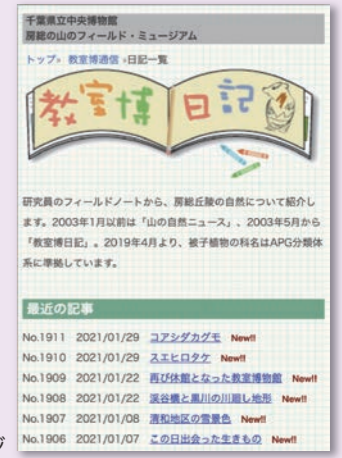 千葉県立中央博物館
房総の山のフィールド・ミュージアム
トップ» 教室博通信 »日記一覧
教室博日記
研究員のフィールドノートから、房総丘陵の自然について紹介し
ます。2003年1月以前は「山の自然ニュース」、2003年5月から
「教室博日記」。2019年4月より、被子植物の科名はAPG分類体
系に準拠しています。
最近の記事
No.1911 2021/01/29 コアシダカグモ New!!
No.1910 2021/01/29 スエヒロタケ New!!
No.1909 2021/01/22 再び休館となった教室博物館 New!!
No.1908 2021/01/22 渓谷橋と黒川の川廻し地形 New!!
No.1907 2021/01/08 清和地区の雪景色 New!!
No.1906 2021/01/07 この日出会った生きもの New!!